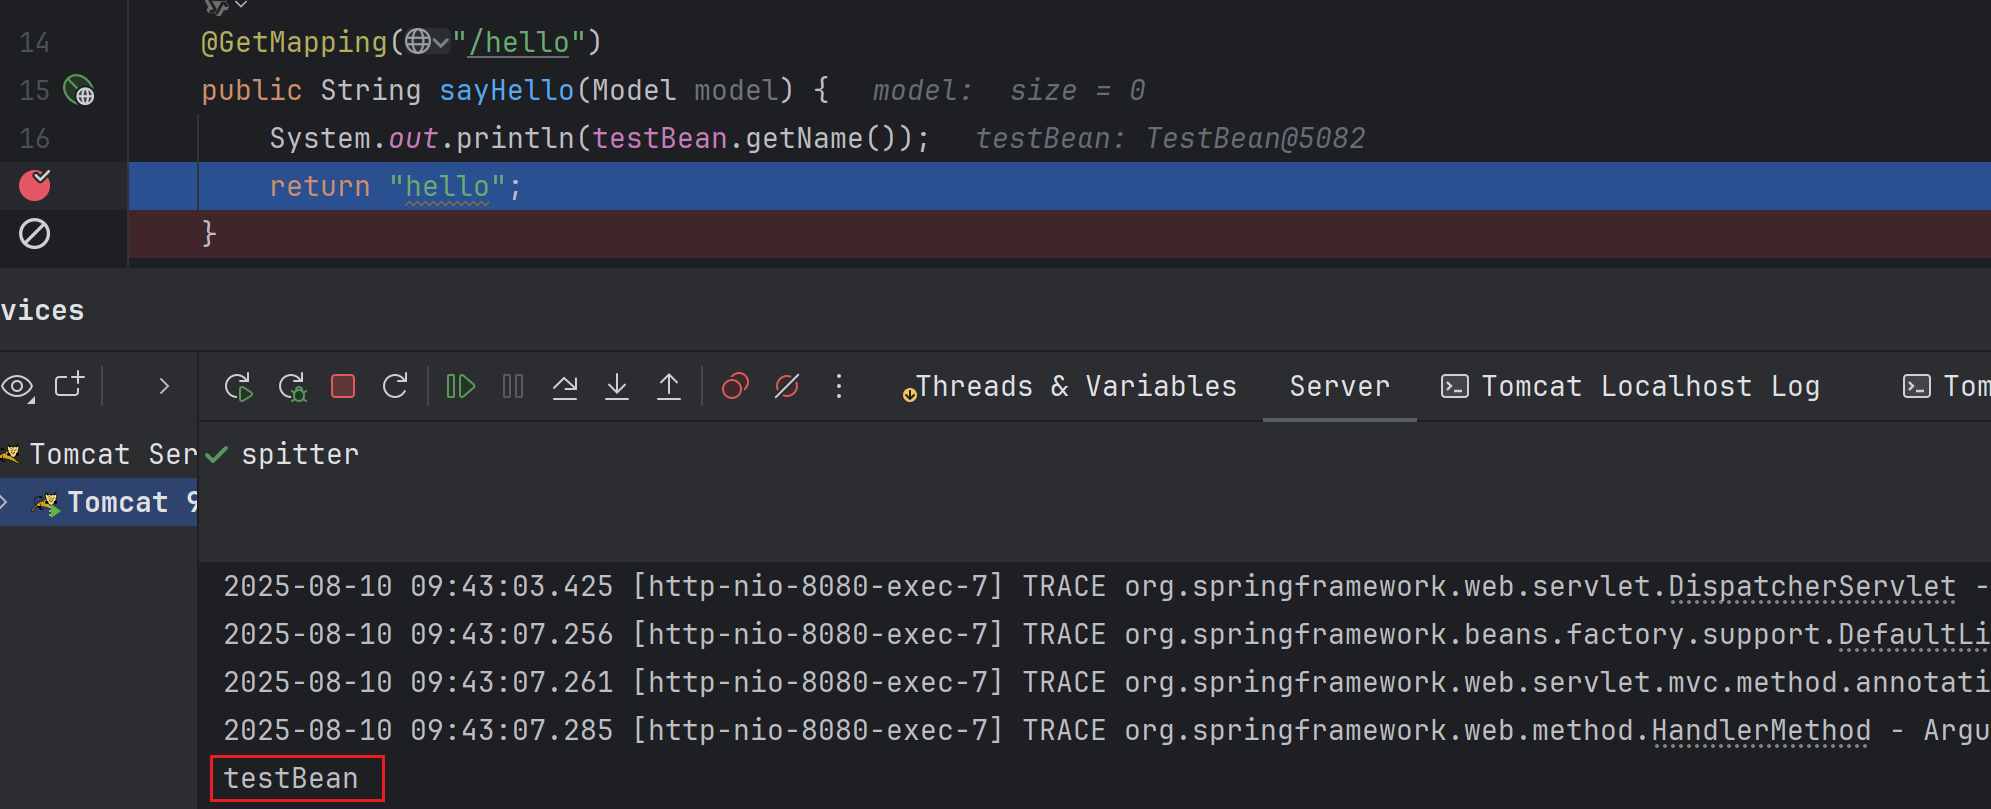 14 @GetMapping("/hello")
15 public String sayHello(Model model) { model: size = 0
16 System.out.println(testBean.getName()); testBean: TestBean@5082
return "hello";
}
vices
Threads & Variables Server Tomcat Localhost Log Tom
Tomcat Ser spitter
Tomcat 9
2025-08-10 09:43:03.425 [http-nio-8080-exec-7] TRACE org.springframework.web.servlet.DispatcherServlet -
2025-08-10 09:43:07.256 [http-nio-8080-exec-7] TRACE org.springframework.beans.factory.support.DefaultLi
2025-08-10 09:43:07.261 [http-nio-8080-exec-7] TRACE org.springframework.web.servlet.mvc.method.annotati
2025-08-10 09:43:07.285 [http-nio-8080-exec-7] TRACE org.springframework.web.method.HandlerMethod - Argu
testBean